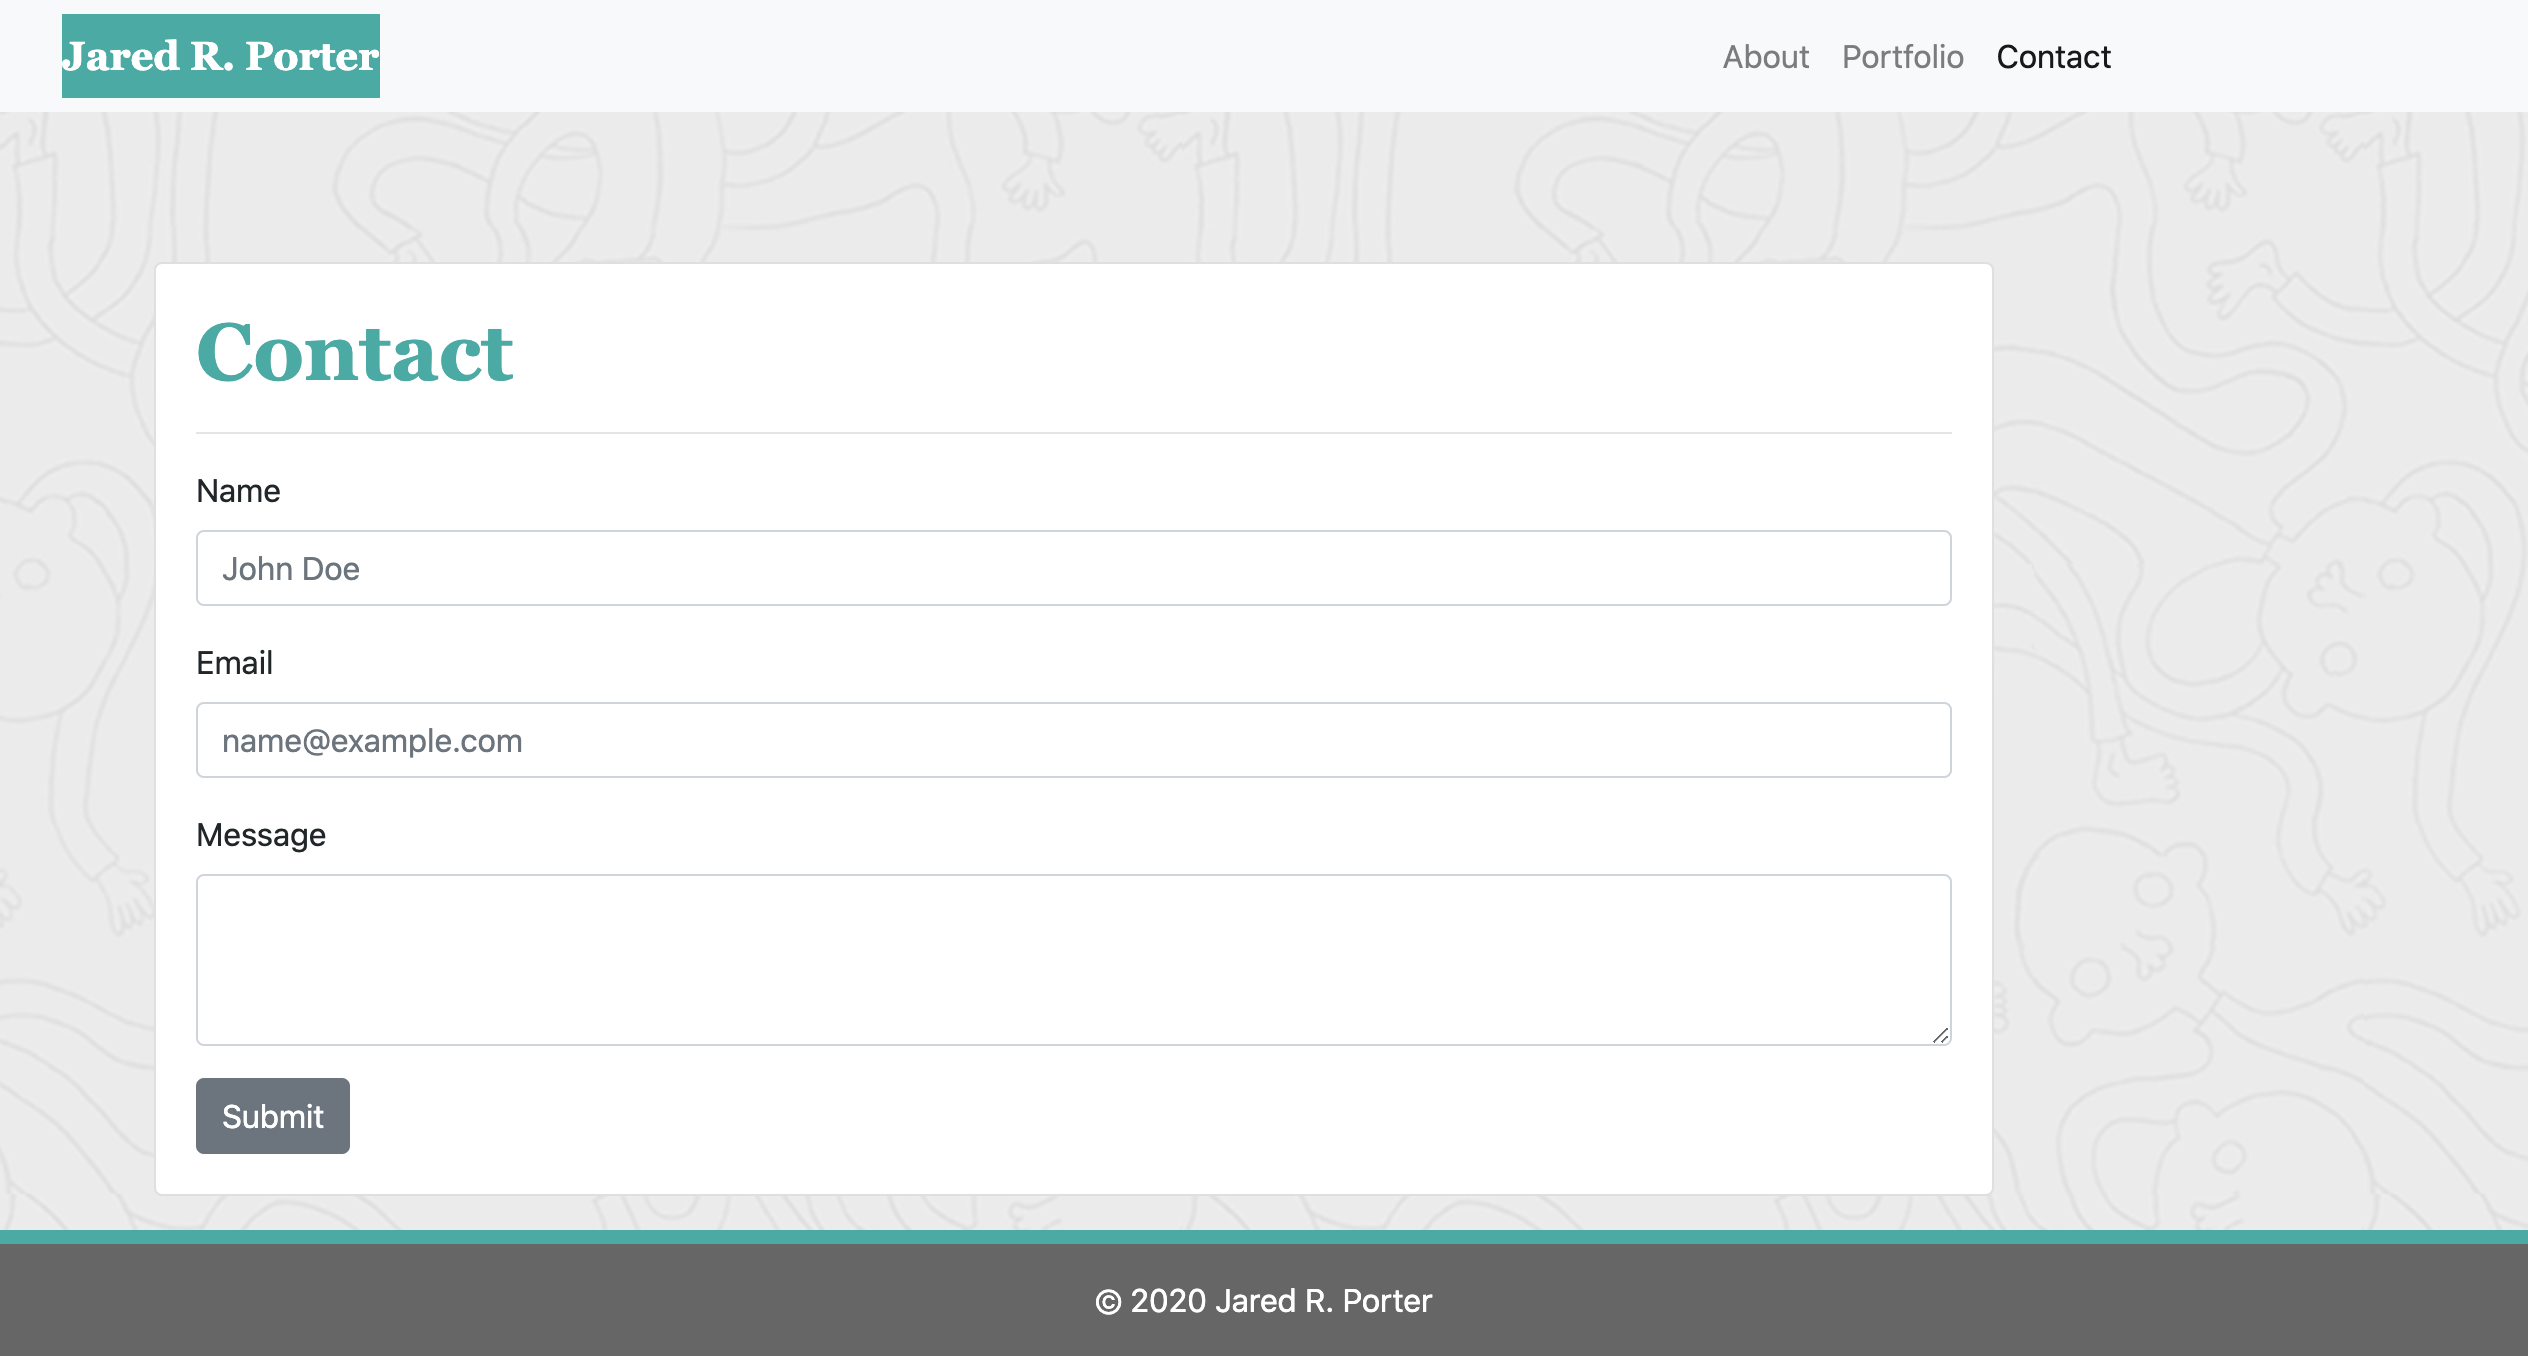 Jared R. Porter
About Portfolio Contact
Contact
Name
John Doe
Email
name@example.com
Message
Submit
© 2020 Jared R. Porter